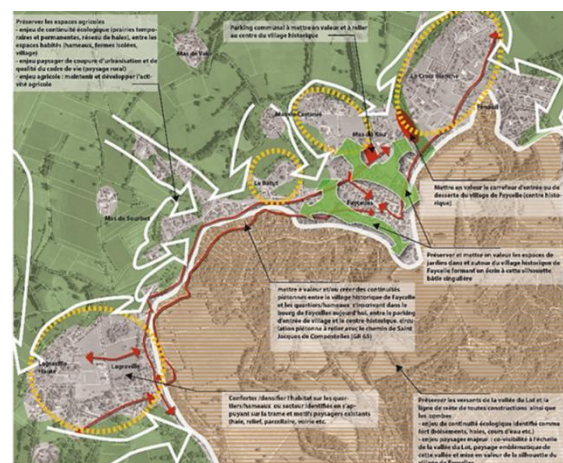 Préserver les espaces agricoles
- enjeu de continuité écologique (prairies tempo-
raires et permanentes, réseau de haies), entre les
espaces habités (hameaux, fermes isolées,
village)
- enjeu paysager de coupure d'urbanisation et de
qualité du cadre de vie (paysage rural)
- enjeu agricole : maintenir et développer l'acti-
vité agricole
Parking communal à mettre en valeur et à relier
au centre du village historique
Mas de
La Croix Blanche
Mas de
Le Batut
Faycelles
Mas de Sourbet
Mettre en valeur le carrefour d'entrée ou de
desserte du village de Faycelle (centre histo-
rique)
Préserver et mettre en valeur les espaces de
jardins dans et autour du village historique de
Faycelle formant un écrin à cette silhouette
bâtie singulière
mettre e valeur et/ou créer des continuités
piétonnes entre le village historique de Faycelle
et les quartiers/hameaux s'inscrivant dans le
bourg de Faycelles aujourd'hui, entre le parking
d'entrée de village et le centre historique. circu-
lation piétonne à relier avec le chemin de Saint
Jacques de Compostelles (GR 65)
Lagraville
Haute
Lagraville
Conforter /densifier l'habitat sur les quar-
tiers/hameaux ou secteur identifiés en s'ap-
puyant sur la trame et motifs paysagers existants
(haie, relief, parcellaire, voirie etc.
Préserver les versants de la vallée du Lot et la
ligne de crête de toutes constructions ainsi que
les combes
- enjeu de continuité écologique identifié comme
fort (boisements, haies, cours d'eau etc.)
- enjeu paysager majeur : co-visibilité à l'échelle
de la vallée du Lot, paysage emblématique de
cette vallée et mise en valeur de la silhouette du